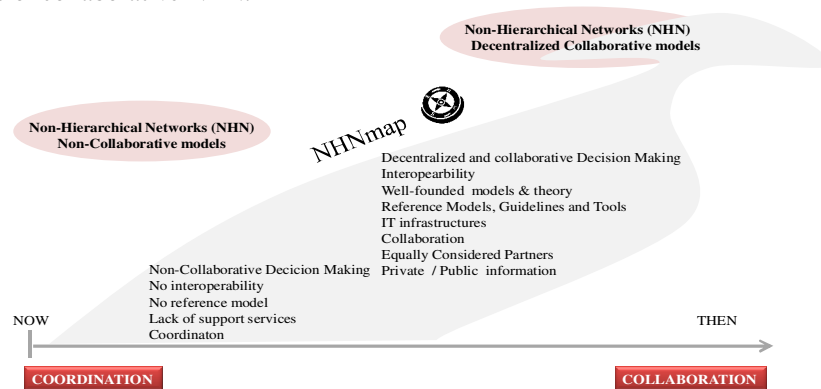 Non-Hierarchical Networks (NHN)
Decentralized Collaborative models
Non-Hierarchical Networks (NHN)
Non-Collaborative models
NHNmap
Decentralized and collaborative Decision Making
Interopearbility
Well-founded models & theory
Reference Models, Guidelines and Tools
IT infrastructures
Collaboration
Equally Considered Partners
Private / Public information
Non-Collaborative Decicion Making
No interoperability
No reference model
Lack of support services
Coordinaton
NOW
THEN
COORDINATION
COLLABORATION